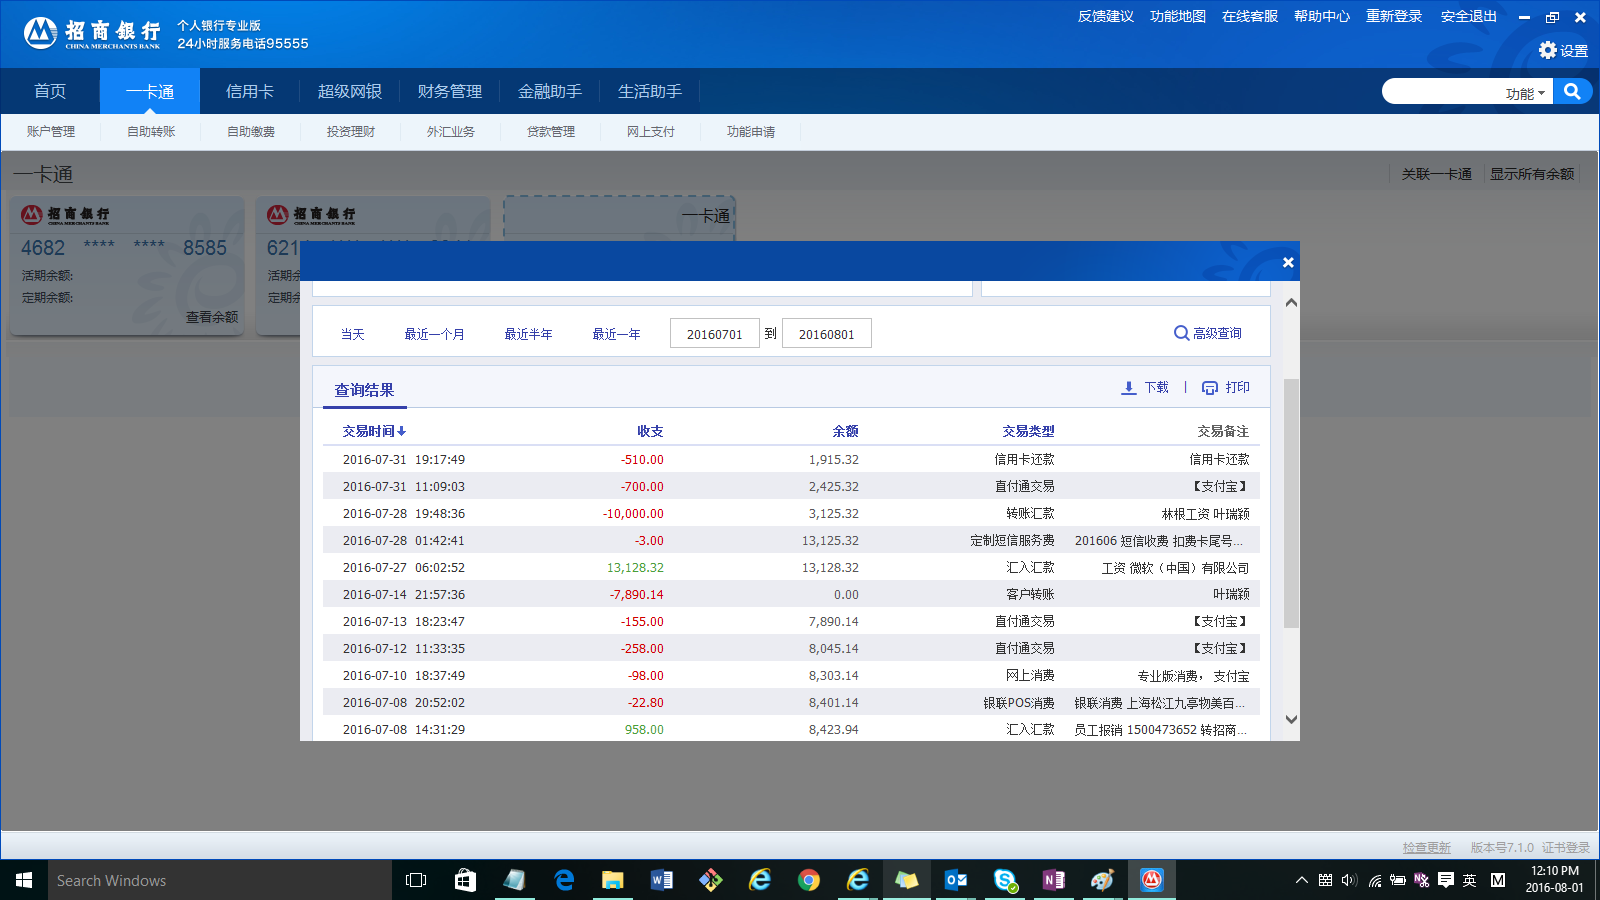 招商银行 个人银行专业版
CHINA MERCHANTS BANK 24小时服务电话95555
反馈建议 功能地图 在线客服 帮助中心 重新登录 安全退出
设置
首页 一卡通 信用卡 超级网银 财务管理 金融助手 生活助手 功能
账户管理 自助转账 自助缴费 投资理财 外汇业务 贷款管理 网上支付 功能申请
一卡通 关联一卡通 显示所有余额
招商银行 招商银行 一卡通
CHINA MERCHANTS BANK CHINA MERCHANTS BANK
4682 **** **** 8585 621
活期余额: 活期余
定期余额: 定期余
查看余额
当天 最近一个月 最近半年 最近一年 20160701 到 20160801 高级查询
查询结果 下载 | 打印
交易时间 收支 余额 交易类型 交易备注
2016-07-31 19:17:49 -510.00 1,915.32 信用卡还款 信用卡还款
2016-07-31 11:09:03 -700.00 2,425.32 直付通交易 【支付宝】
2016-07-28 19:48:36 -10,000.00 3,125.32 转账汇款 林根工资 叶瑞颖
2016-07-28 01:42:41 -3.00 13,125.32 定制短信服务费 201606 短信收费 扣费卡尾号...
2016-07-27 06:02:52 13,128.32 13,128.32 汇入汇款 工资 微软（中国）有限公司
2016-07-14 21:57:36 -7,890.14 0.00 客户转账 叶瑞颖
2016-07-13 18:23:47 -155.00 7,890.14 直付通交易 【支付宝】
2016-07-12 11:33:35 -258.00 8,045.14 直付通交易 【支付宝】
2016-07-10 18:37:49 -98.00 8,303.14 网上消费 专业版消费， 支付宝
2016-07-08 20:52:02 -22.80 8,401.14 银联POS消费 银联消费 上海松江九亭物美百...
2016-07-08 14:31:29 958.00 8,423.94 汇入汇款 员工报销 1500473652 转招商...
检查更新 版本号7.1.0 证书登录
Search Windows 英 M 12:10 PM
2016-08-01